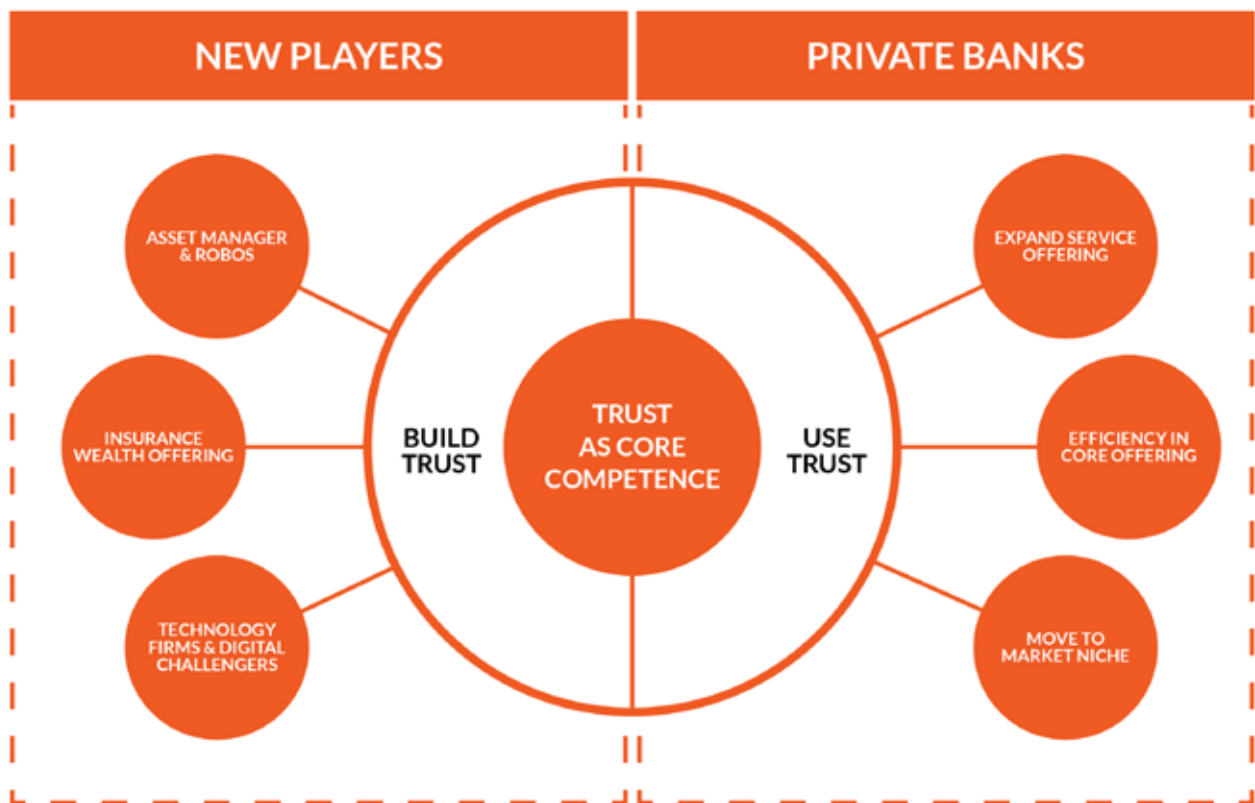 NEW PLAYERS
PRIVATE BANKS
ASSET MANAGER
& ROBOS
INSURANCE
WEALTH OFFERING
TECHNOLOGY
FIRMS & DIGITAL
CHALLENGERS
BUILD
TRUST
TRUST
AS CORE
COMPETENCE
USE
TRUST
EXPAND SERVICE
OFFERING
EFFICIENCY IN
CORE OFFERING
MOVE TO
MARKET NICHE